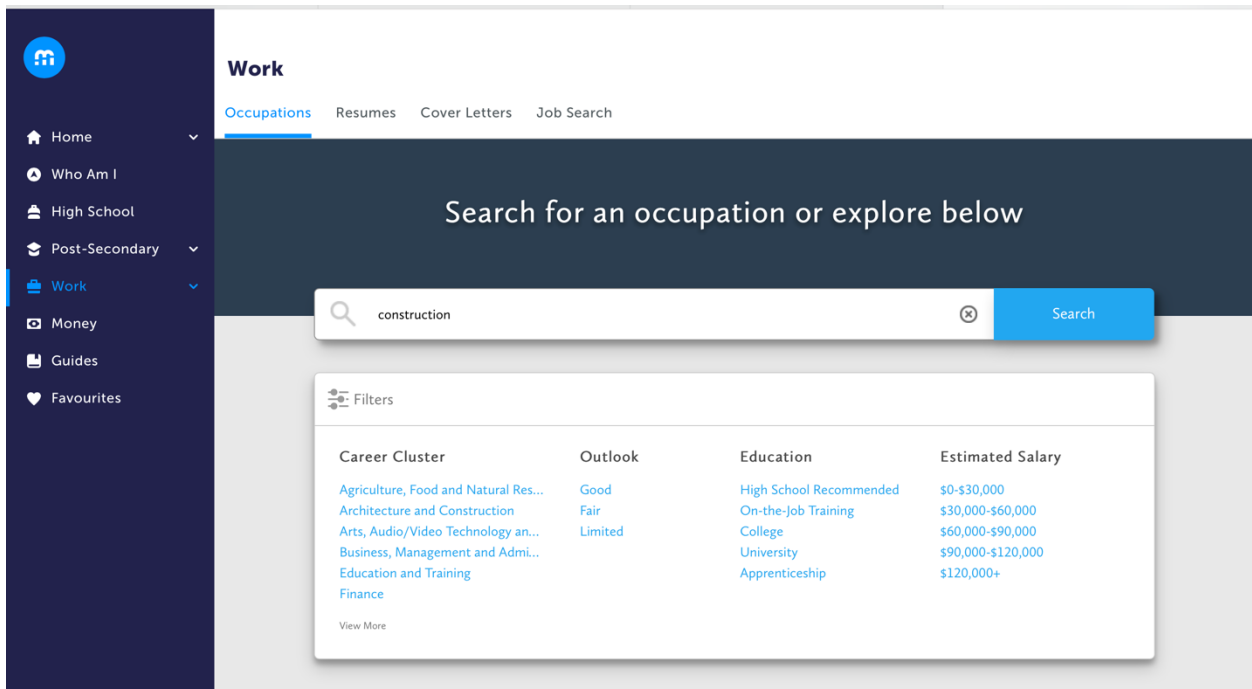 m
Work
Occupations Resumes Cover Letters Job Search
Home
Who Am I
High School
Post-Secondary
Work
Money
Guides
Favourites
Search for an occupation or explore below
construction
Search
Filters
Career Cluster
Agriculture, Food and Natural Res...
Architecture and Construction
Arts, Audio/Video Technology an...
Business, Management and Admi...
Education and Training
Finance
View More
Outlook
Good
Fair
Limited
Education
High School Recommended
On-the-Job Training
College
University
Apprenticeship
Estimated Salary
$0-$30,000
$30,000-$60,000
$60,000-$90,000
$90,000-$120,000
$120,000+